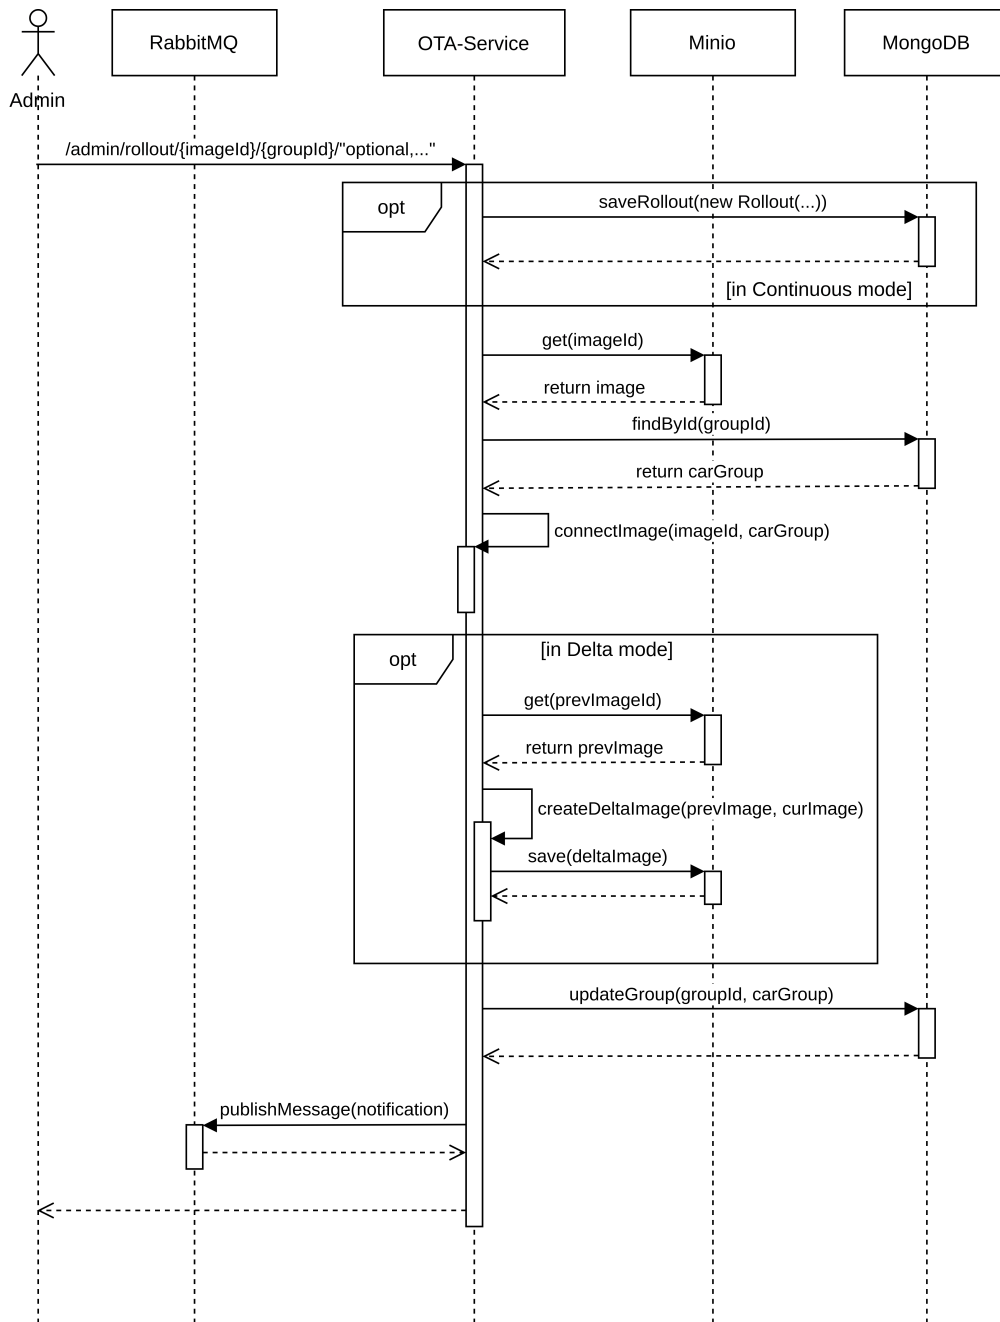 RabbitMQ
OTA-Service
Minio
MongoDB
Admin
/admin/rollout/{imageId}/{groupId}/"optional,..."
opt
saveRollout(new Rollout(...))
[in Continuous mode]
get(imageId)
return image
findById(groupId)
return carGroup
connectImage(imageId, carGroup)
opt
[in Delta mode]
get(prevImageId)
return prevImage
createDeltaImage(prevImage, curImage)
save(deltaImage)
updateGroup(groupId, carGroup)
publishMessage(notification)